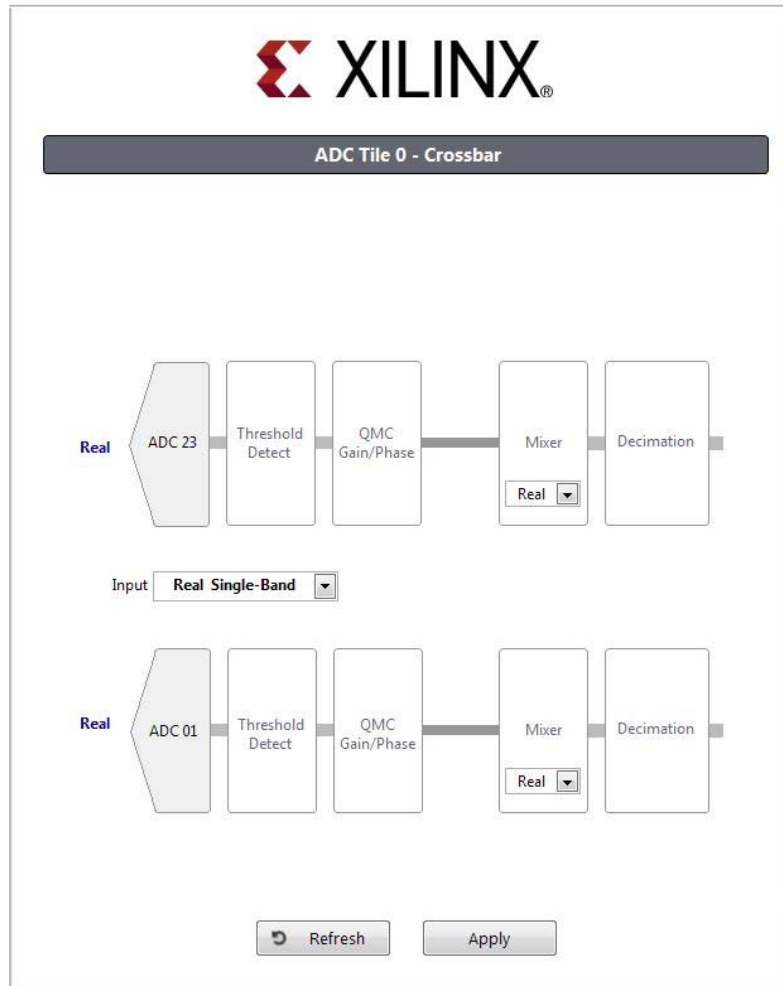 XILINX®
ADC Tile 0 - Crossbar
Real
ADC 23
Threshold
Detect
QMC
Gain/Phase
Mixer
Real
Decimation
Input
Real Single-Band
Real
ADC 01
Threshold
Detect
QMC
Gain/Phase
Mixer
Real
Decimation
Refresh
Apply